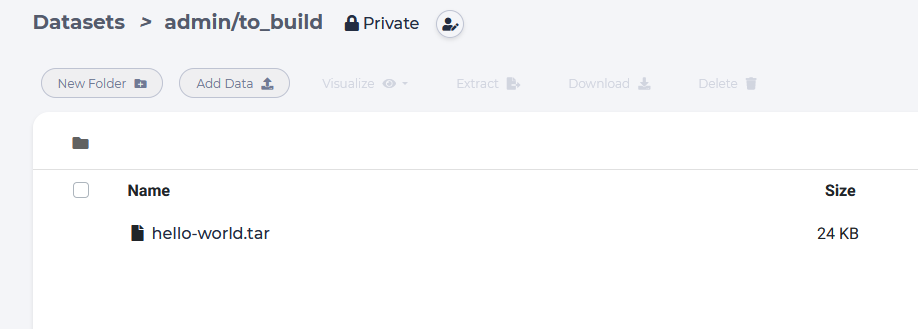 Datasets > admin/to_build Private
New Folder Add Data Visualize Extract Download Delete
Name Size
hello-world.tar 24 KB